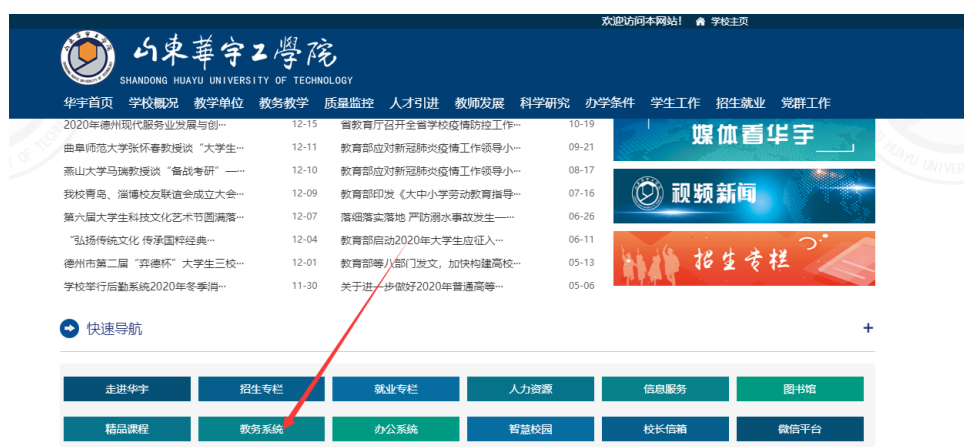 欢迎访问本网站! 学校主页
山東華宇工學院
SHANDONG HUAYU UNIVERSITY OF TECHNOLOGY
华宇首页 学校概况 教学单位 教务教学 质量监控 人才引进 教师发展 科学研究 办学条件 学生工作 招生就业 党群工作
2020年德州现代服务业发展与创… 12-15 省教育厅召开全省学校疫情防控工作… 10-19
媒体看华宇
曲阜师范大学张怀春教授谈“大学生… 12-11 教育部应对新冠肺炎疫情工作领导小… 09-21
燕山大学马瑞教授谈“备战考研”—… 12-10 教育部应对新冠肺炎疫情工作领导小… 08-17
我校青岛、淄博校友联谊会成立大会… 12-09 教育部印发《大中小学劳动教育指导… 07-16
视频新闻
第六届大学生科技文化艺术节圆满落… 12-07 落细落实落地 严防溺水事故发生——… 06-26
“弘扬传统文化 传承国粹经典… 12-04 教育部启动2020年大学生应征入… 06-11
德州市第二届“弈德杯”大学生三校… 12-01 教育部等八部门发文，加快构建高校… 05-13
招生专栏
学校举行后勤系统2020年冬季消… 11-30 关于进一步做好2020年普通高等… 05-06
快速导航 +
走进华宇 招生专栏 就业专栏 人力资源 信息服务 图书馆
精品课程 教务系统 办公系统 智慧校园 校长信箱 微信平台